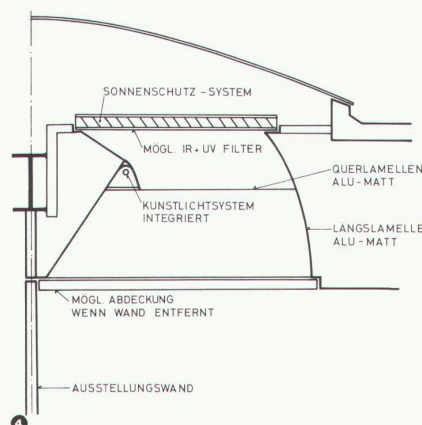 SONNENSCHUTZ - SYSTEM
MÖGL. IR + UV FILTER
QUERLAMELLEN
ALU - MATT
KUNSTLICHTSYSTEM
INTEGRIERT
LÄNGSLAMELLE
ALU - MATT
MÖGL. ABDECKUNG
WENN WAND ENTFERNT
AUSSTELLUNGSWAND
4